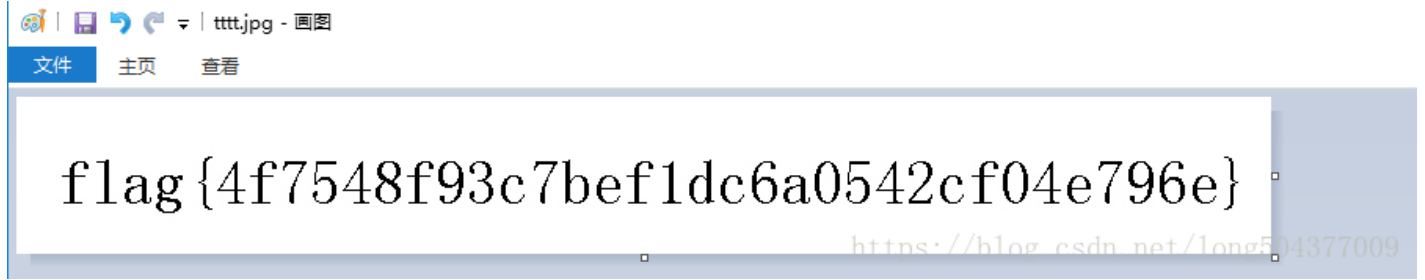 tttt.jpg - 画图
文件 主页 查看
flag{4f7548f93c7bef1dc6a0542cf04e796e}
https://blog.csdn.net/long504377009